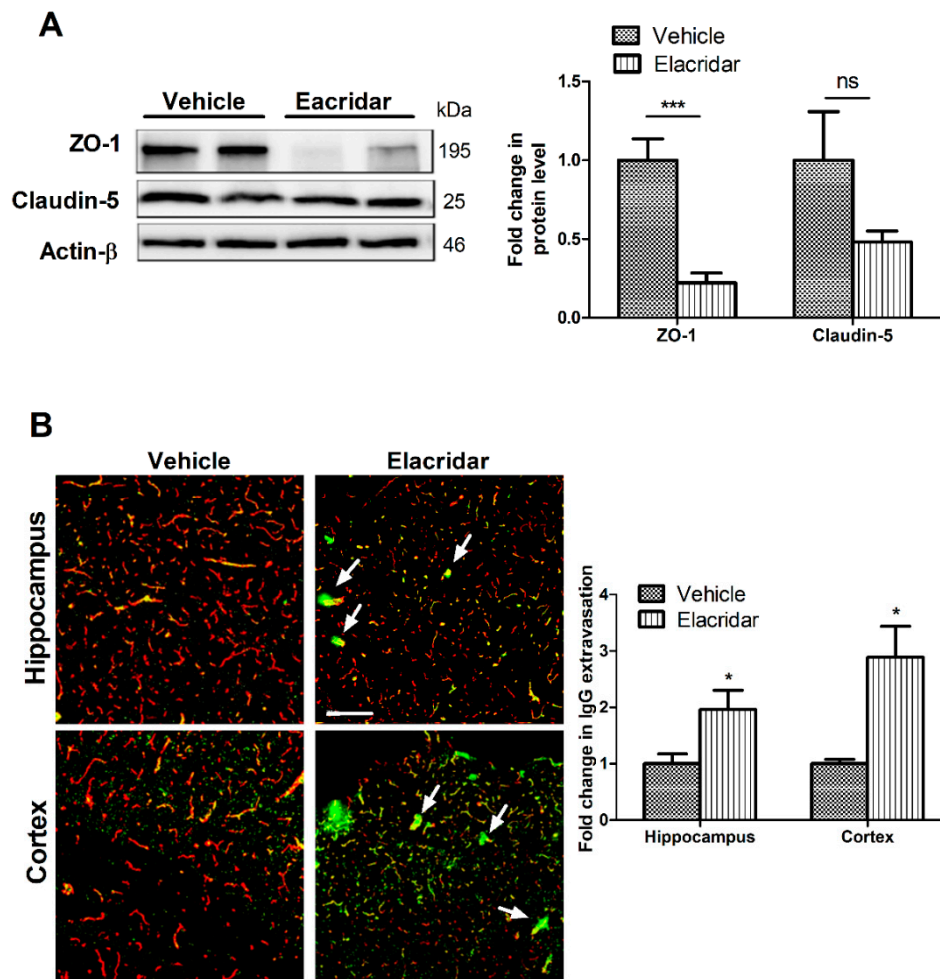 A
Vehicle Eacridar kDa
ZO-1 195
Claudin-5 25
Actin-β 46
Vehicle
Elacridar
Fold change in
protein level
1.5
1.0
0.5
0.0
***
ns
ZO-1 Claudin-5
B
Vehicle Elacridar
Hippocampus
Cortex
Vehicle
Elacridar
Fold change in IgG extravasation
4
3
2
1
0
*
*
Hippocampus Cortex